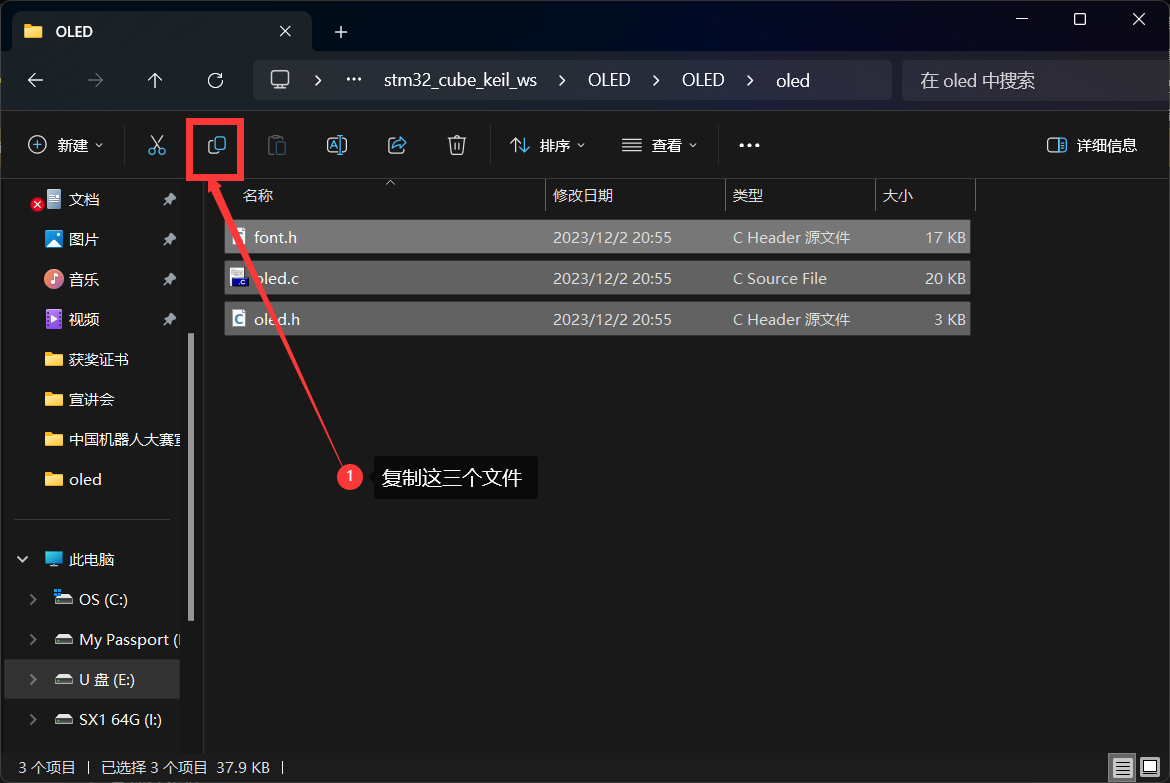 OLED
stm32_cube_keil_ws
OLED
OLED
oled
在 oled 中搜索
新建
排序
查看
详细信息
名称
修改日期
类型
大小
font.h
2023/12/2 20:55
C Header 源文件
17 KB
oled.c
2023/12/2 20:55
C Source File
20 KB
oled.h
2023/12/2 20:55
C Header 源文件
3 KB
文档
图片
音乐
视频
获奖证书
宣讲会
中国机器人大赛宣
oled
此电脑
OS (C:)
My Passport (
U 盘 (E:)
SX1 64G (I:)
1
复制这三个文件
3 个项目
已选择 3 个项目 37.9 KB